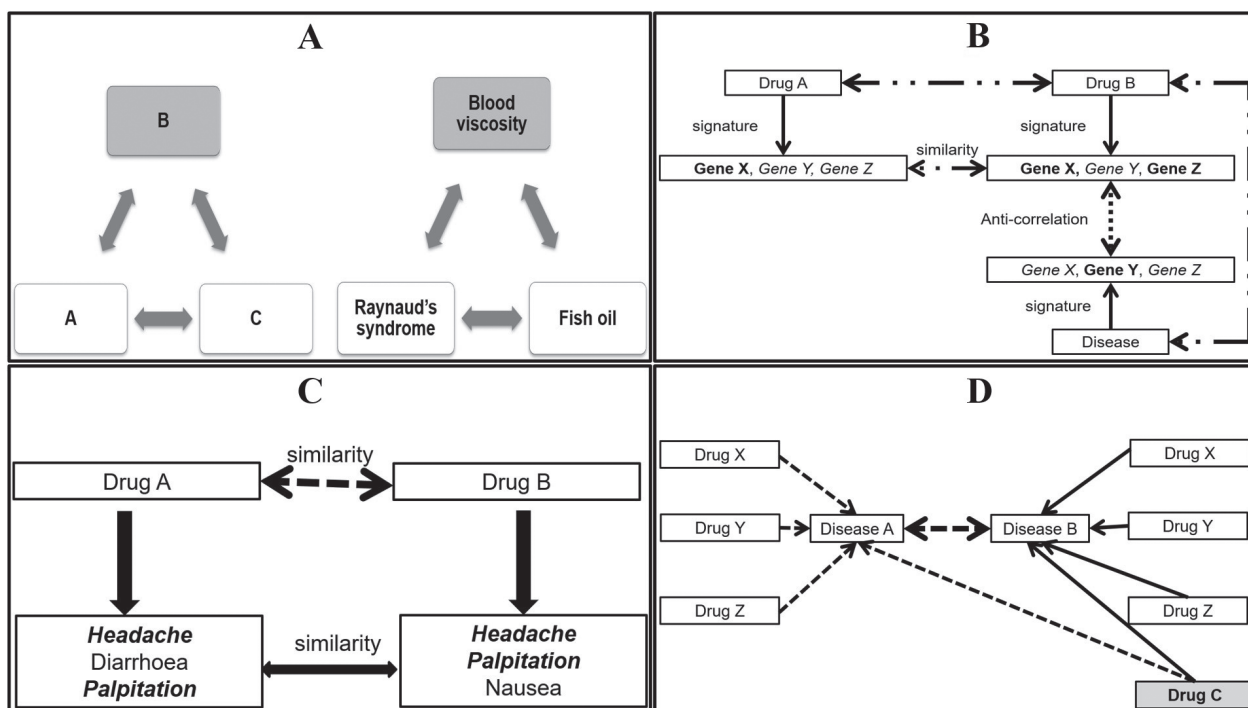 A
B
Blood
viscosity
A
C
Raynaud's
syndrome
Fish oil
B
Drug A
Drug B
signature
signature
similarity
Gene X, Gene Y, Gene Z
Gene X, Gene Y, Gene Z
Anti-correlation
Gene X, Gene Y, Gene Z
signature
Disease
C
similarity
Drug A
Drug B
Headache
Diarrhoea
Palpitation
similarity
Headache
Palpitation
Nausea
D
Drug X
Drug X
Drug Y
Disease A
Disease B
Drug Y
Drug Z
Drug Z
Drug C